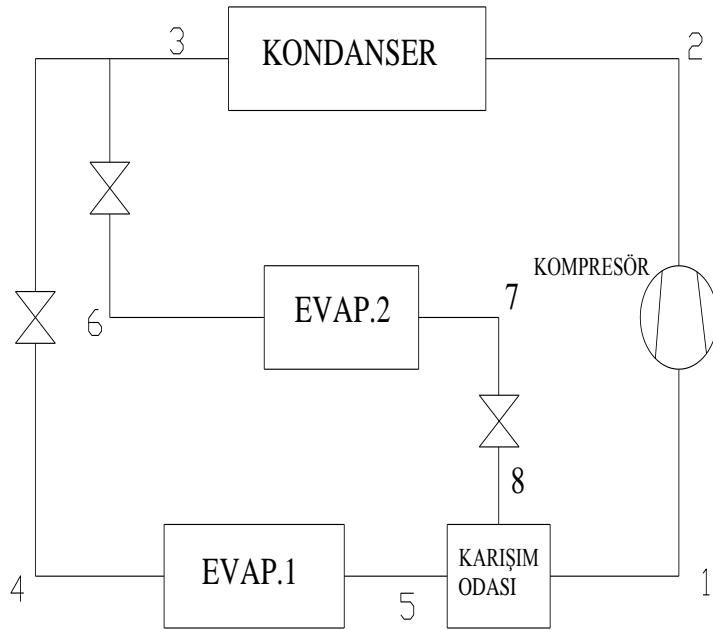 3
KONDANSER
2
KOMPRESÖR
6
EVAP.2
7
8
4
EVAP.1
5
KARIŞIM
ODASI
1